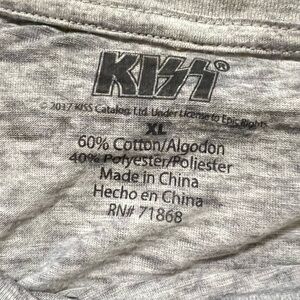 KISS®
© 2017 KISS Catalog, Ltd. Under License to Epic Rights.
XL
60% Cotton/Algodon
40% Polyester/Poliester
Made in China
Hecho en China
RN# 71868